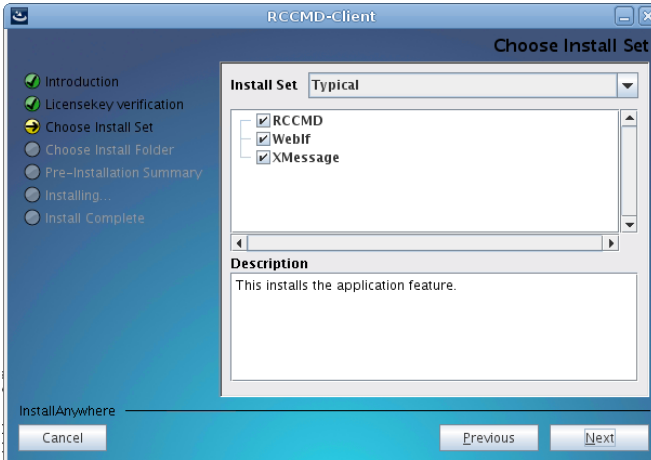 RCCMD-Client
Choose Install Set
Introduction
Licensekey verification
Choose Install Set
Choose Install Folder
Pre-Installation Summary
Installing...
Install Complete
Install Set Typical
RCCMD
WebIf
XMessage
Description
This installs the application feature.
InstallAnywhere
Cancel Previous Next